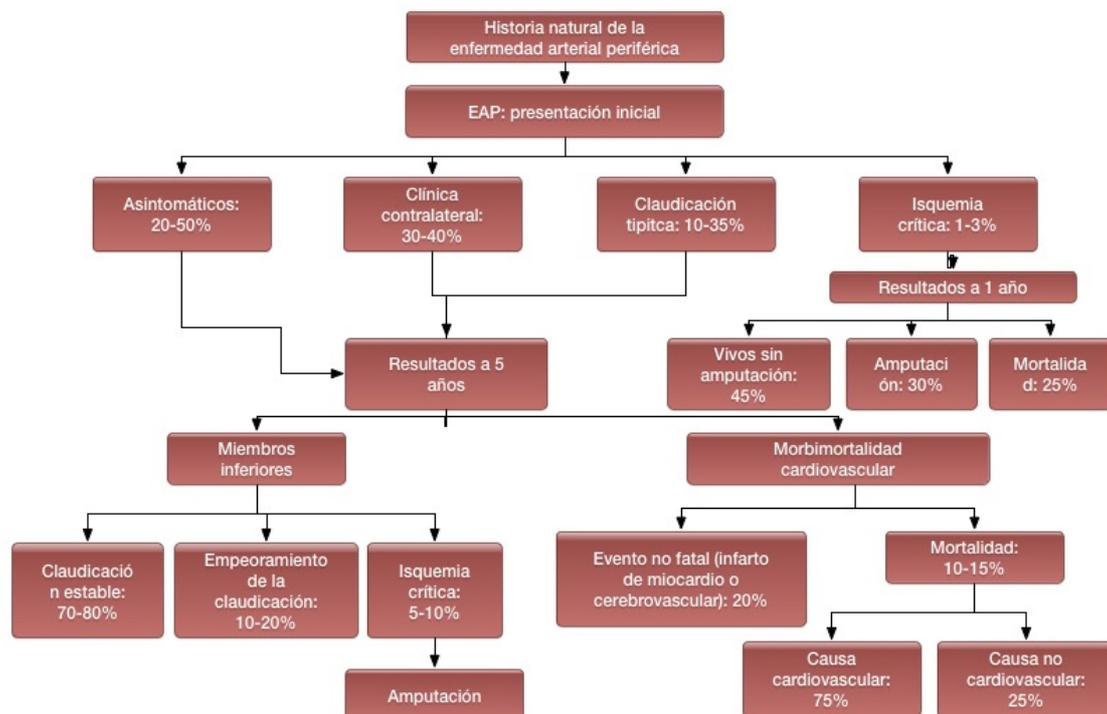 Historia natural de la
enfermedad arterial periférica
EAP: presentación inicial
Asintomáticos:
20-50%
Clínica
contralateral:
30-40%
Claudicación
tipitca: 10-35%
Isquemia
crítica: 1-3%
Resultados a 1 año
Vivos sin
amputación:
45%
Amputaci
ón: 30%
Mortalida
d: 25%
Resultados a 5
años
Miembros
inferiores
Morbimortalidad
cardiovascular
Claudicació
n estable:
70-80%
Empeoramiento
de la
claudicación:
10-20%
Isquemia
crítica:
5-10%
Evento no fatal (infarto
de miocardio o
cerebrovascular): 20%
Mortalidad:
10-15%
Amputación
Causa
cardiovascular:
75%
Causa no
cardiovascular:
25%